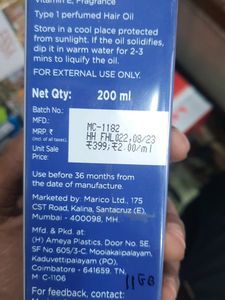 Vitamin E, Fragrance
Type 1 perfumed Hair Oil
Store in a cool place protected
from sunlight. If the oil solidifies,
dip it in warm water for 2-3
mins to liquify the oil.
FOR EXTERNAL USE ONLY.
Net Qty: 200 ml
Batch No.:
MFD.: MC-1182
MRP. ₹ HH FHL022;08/23
(Incl. of all taxes) ₹399;₹2.00/ml
Unit Sale
Price:
Use before 36 months from
the date of manufacture.
Marketed by: Marico Ltd., 175
CST Road, Kalina, Santacruz (E),
Mumbai - 400098, MH.
Mfd. & Pkd. at:
(H) Ameya Plastics, Door No. 5E,
SF No. 605/3-C, Mooiakaipalayam,
Kaduvettipalayam (PO),
Coimbatore - 641659, TN.
M C-1106
For feedback, contact: